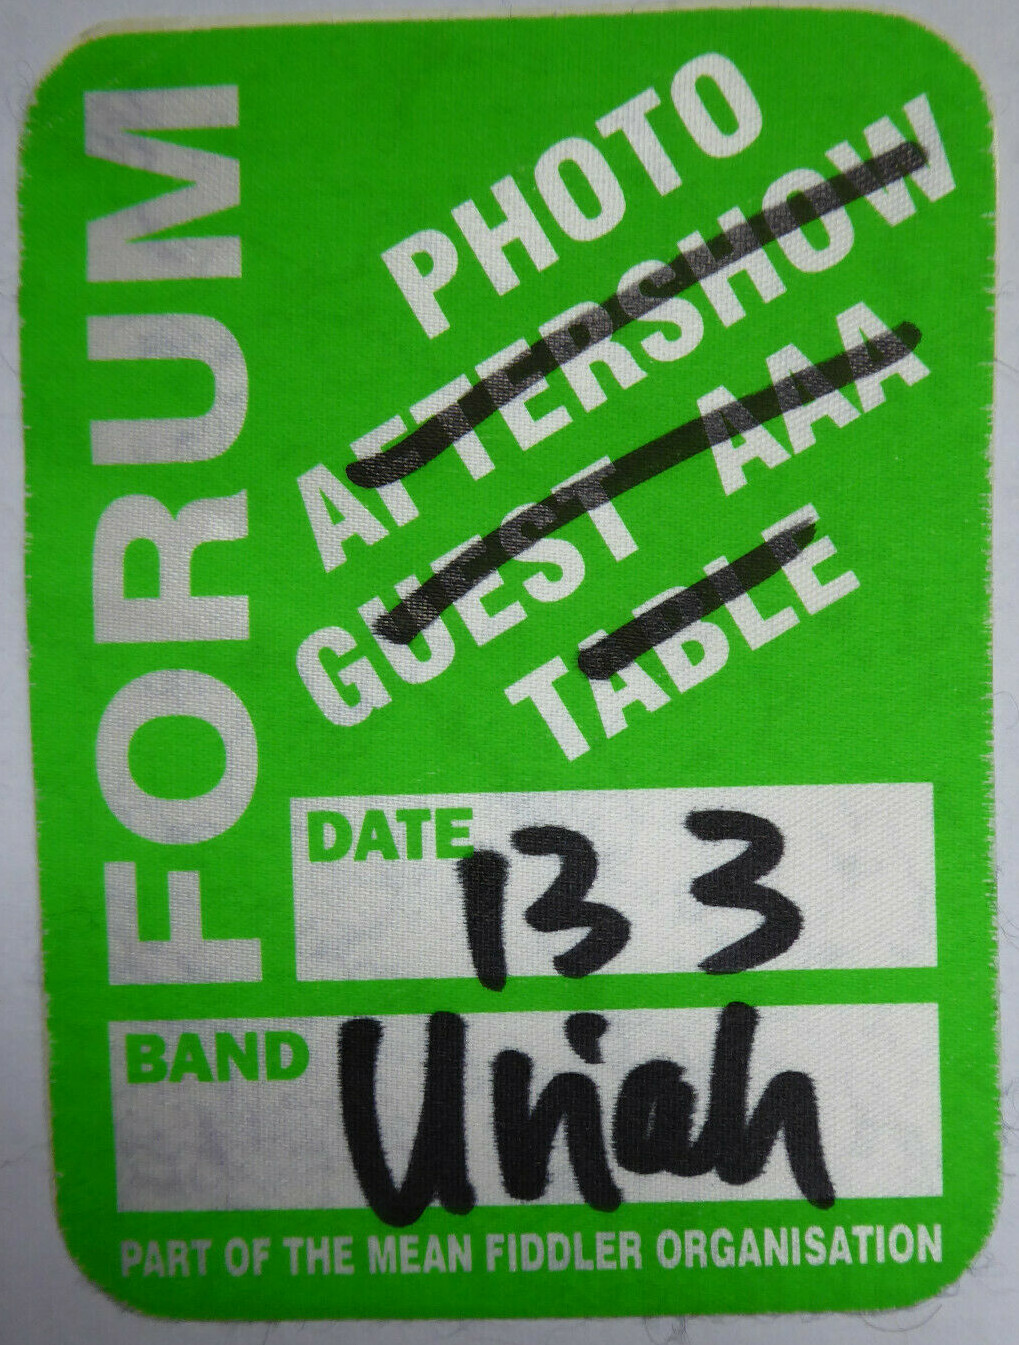 FORUM
PHOTO
AFTERSHOW
GUEST AAA
TABLE
DATE 13 3
BAND Uriah
PART OF THE MEAN FIDDLER ORGANISATION